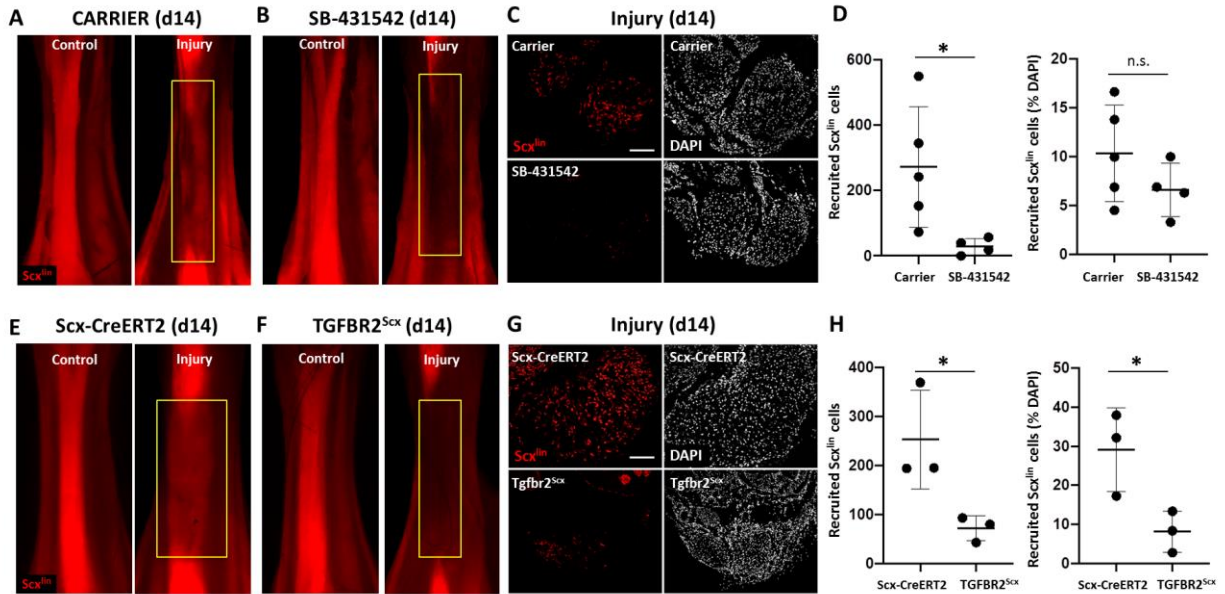 A CARRIER (d14) B SB-431542 (d14) C Injury (d14) D
Control Injury Control Injury
Scx^lin
Carrier Carrier
Scx^lin DAPI
SB-431542
Recruited Scx^lin cells
600
400
200
0
*
Carrier SB-431542
Recruited Scx^lin cells (% DAPI)
20
15
10
5
0
n.s.
Carrier SB-431542
E Scx-CreERT2 (d14) F TGFBR2^Scx (d14) G Injury (d14) H
Control Injury Control Injury
Scx^lin
Scx-CreERT2 Scx-CreERT2
Scx^lin DAPI
Tgfbr2^Scx Tgfbr2^Scx
Recruited Scx^lin cells
400
300
200
100
0
*
Scx-CreERT2 TGFBR2^Scx
Recruited Scx^lin cells (% DAPI)
50
40
30
20
10
0
*
Scx-CreERT2 TGFBR2^Scx